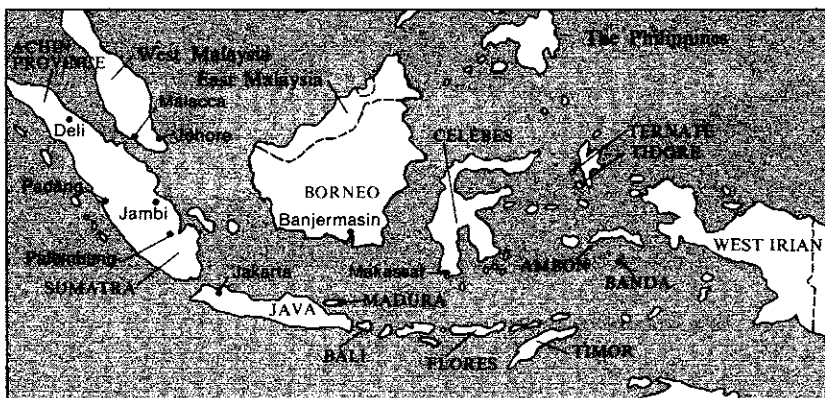 ACHIN
PROVINCE
West Malaysia
The Philippines
East Malaysia
Malacca
Deli
Johore
CELEBES
TERNATE
TIDORE
Padang
Jambi
BORNEO
Banjermasin
WEST IRIAN
Palembang
Jakarta
Makassar
AMBON
BANDA
SUMATRA
MADURA
JAVA
BALI
FLORES
TIMOR